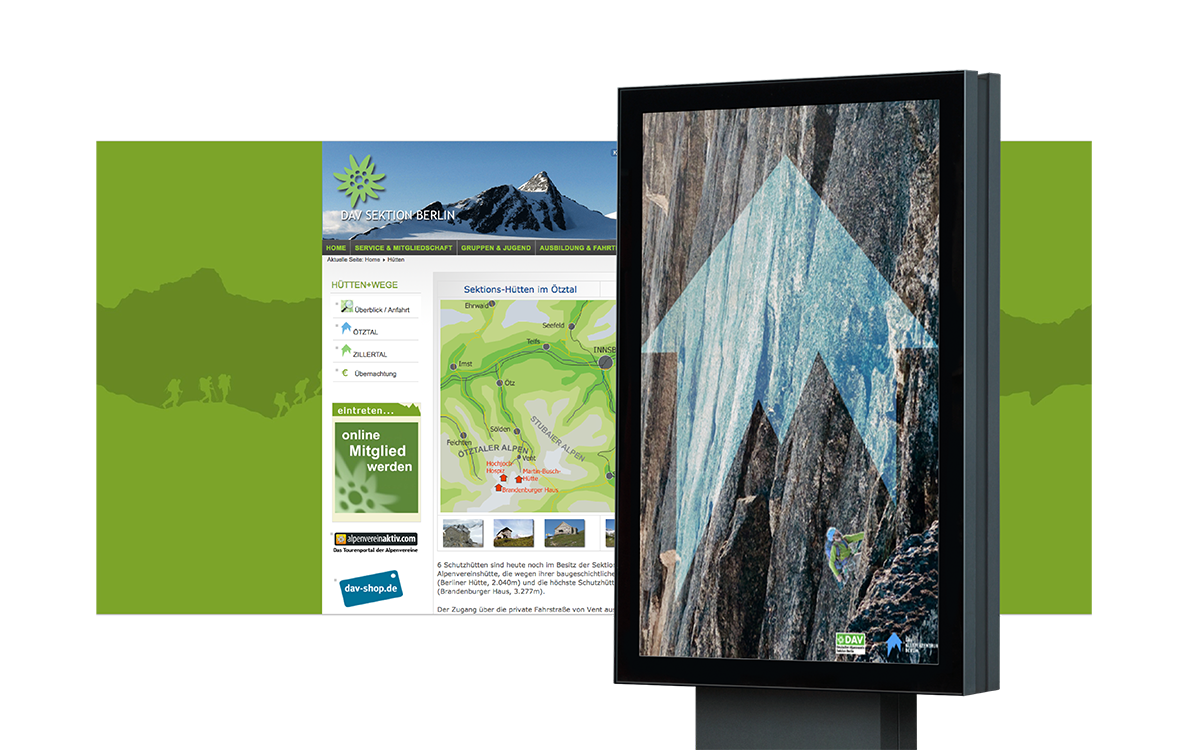 DAV SEKTION BERLIN
HOME SERVICE & MITGLIEDSCHAFT GRUPPEN & JUGEND AUSBILDUNG & FAHRT
Aktuelle Seite: Home Hütten
HÜTTEN+WEGE
Überblick / Anfahrt
ÖTZTAL
ZILLERTAL
€ Übernachtung
eintreten...
online
Mitglied
werden
alpenvereinaktiv.com
Das Tourenportal der Alpenvereine
dav-shop.de
Sektions-Hütten im Ötztal
Ehrwald
Seefeld
Telfs
INNSB
Imst
Ötz
STUBAIER ALPEN
Sölden
Feichten
ÖTZTALER ALPEN
Vent
Hochjoch-
Hospiz
Martin-Busch-
Hütte
Brandenburger Haus
6 Schutzhütten sind heute noch im Besitz der Sektio
Alpenvereinshütte, die wegen ihrer baugeschichtliche
(Berliner Hütte, 2.040m) und die höchste Schutzhütt
(Brandenburger Haus, 3.277m).
Der Zugang über die private Fahrstraße von Vent aus
DAV